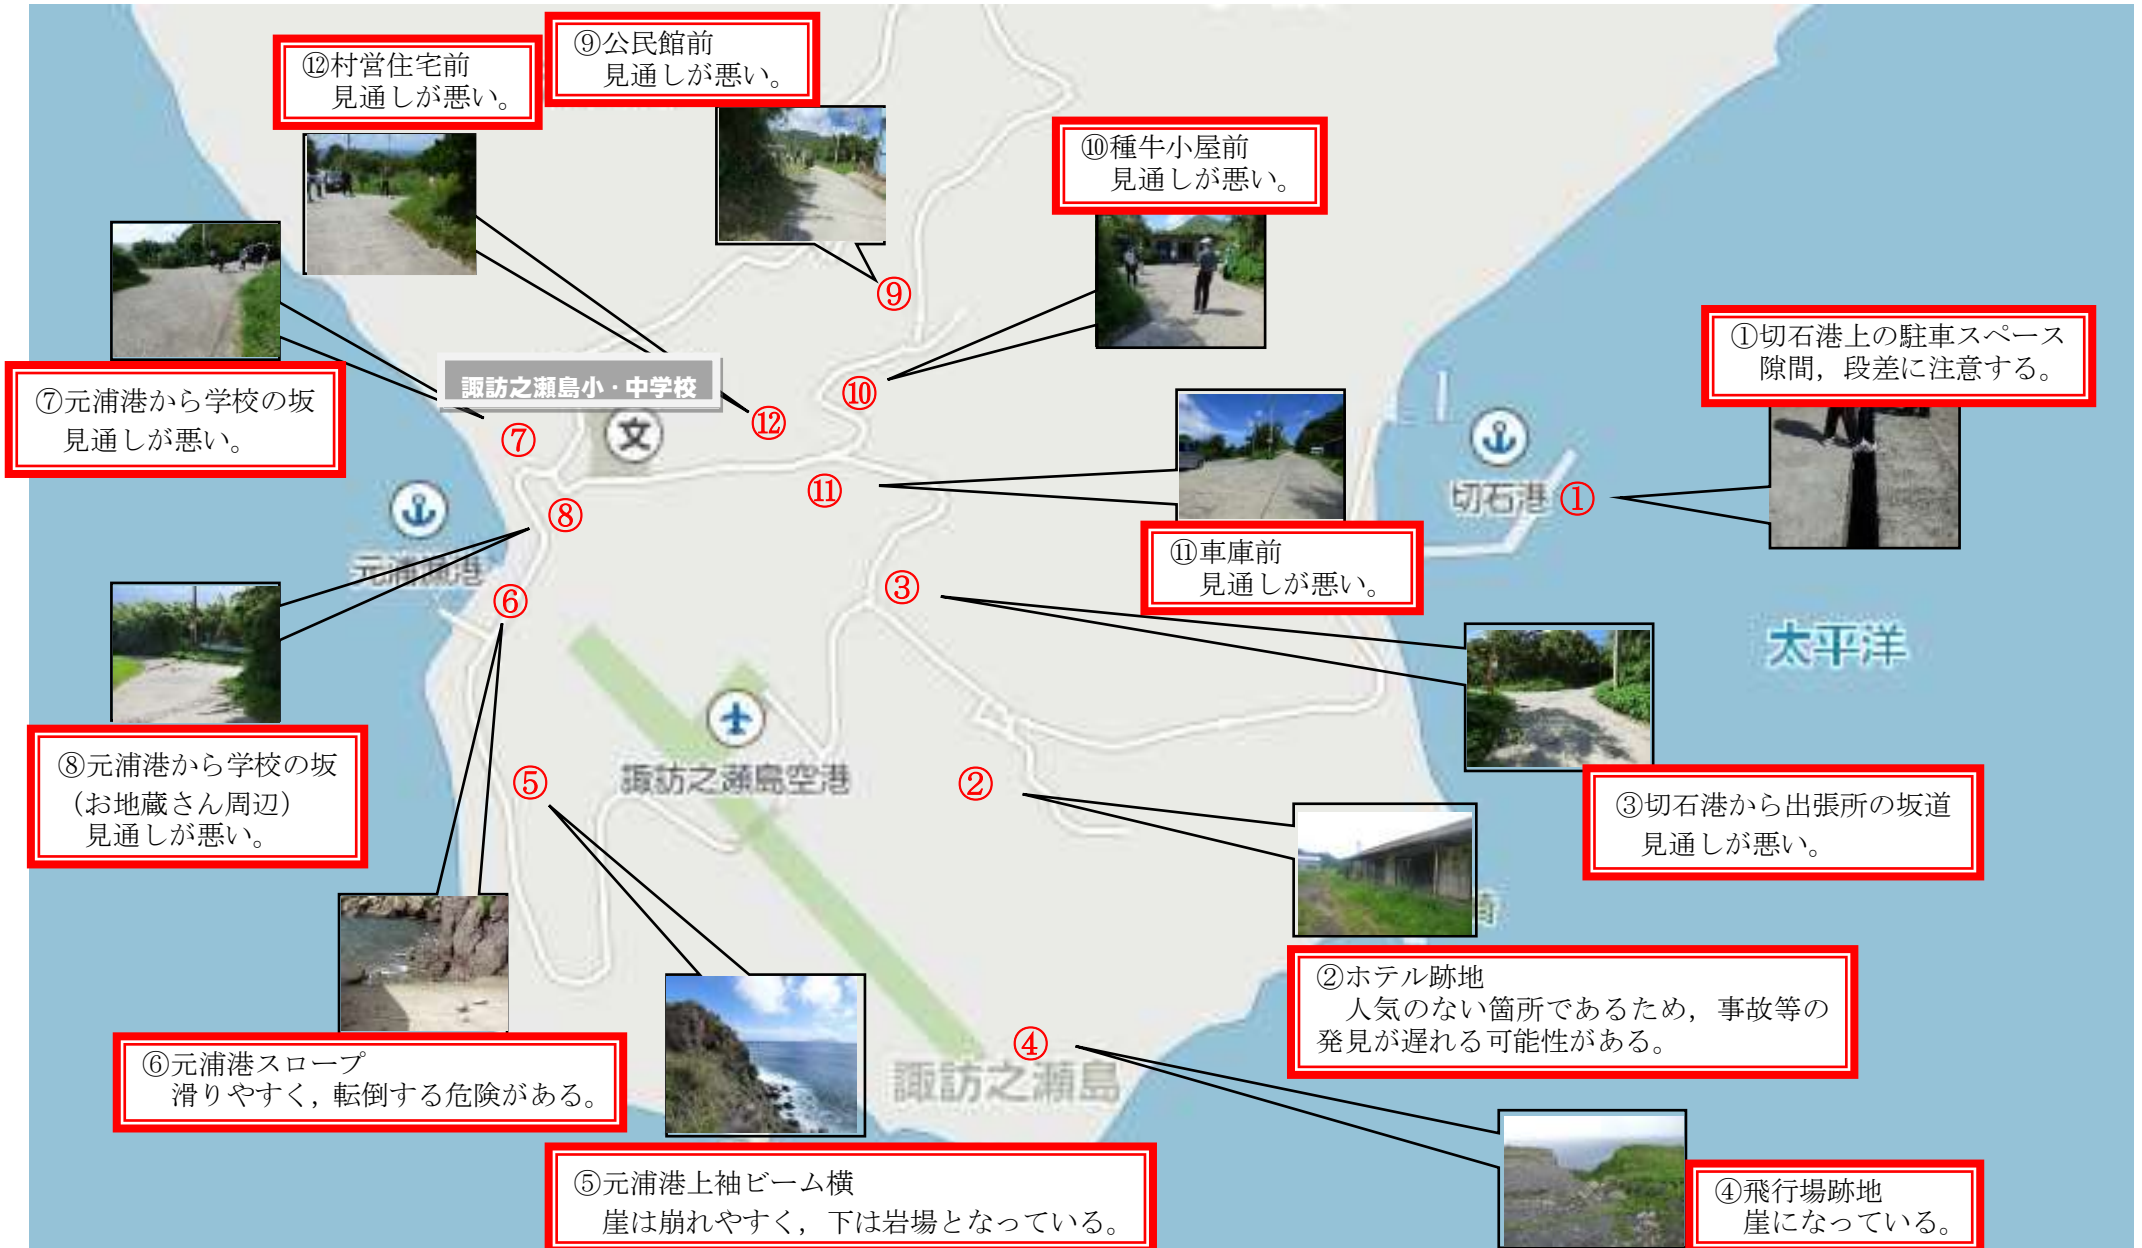 ⑨公民館前
見通しが悪い。
⑫村営住宅前
見通しが悪い。
⑩種牛小屋前
見通しが悪い。
⑨
①切石港上の駐車スペース
隙間，段差に注意する。
諏訪之瀬島小・中学校
⑦元浦港から学校の坂
見通しが悪い。
⑩
⑫
⑦
文
⑪
切石港
①
⑧
元浦漁港
⑪車庫前
見通しが悪い。
③
⑥
太平洋
⑧元浦港から学校の坂
（お地蔵さん周辺）
見通しが悪い。
⑤
諏訪之瀬島空港
②
③切石港から出張所の坂道
見通しが悪い。
②ホテル跡地
人気のない箇所であるため，事故等の
発見が遅れる可能性がある。
④
諏訪之瀬島
⑥元浦港スロープ
滑りやすく，転倒する危険がある。
⑤元浦港上袖ビーム横
崖は崩れやすく，下は岩場となっている。
④飛行場跡地
崖になっている。